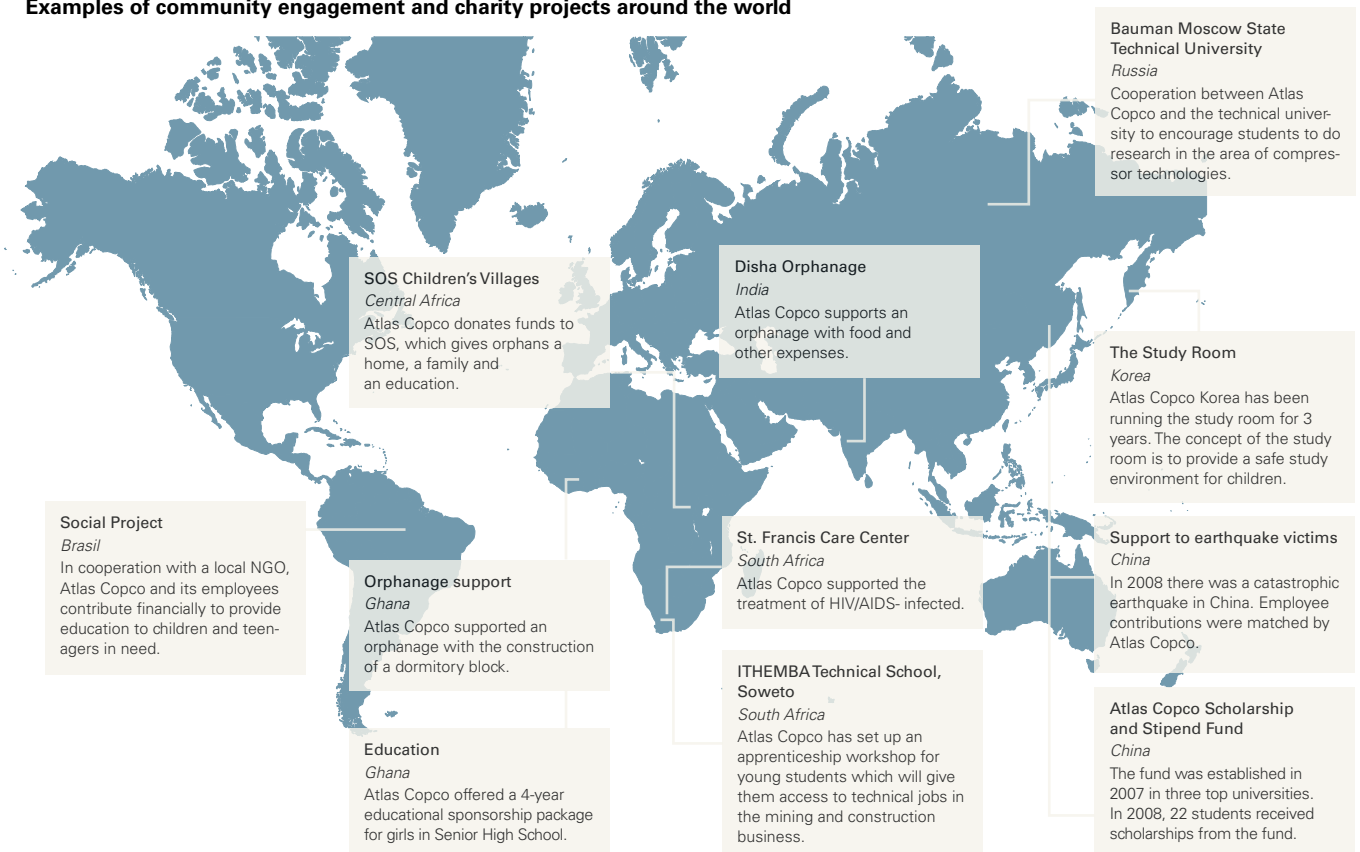 Examples of community engagement and charity projects around the world
Bauman Moscow State
Technical University
Russia
Cooperation between Atlas
Copco and the technical univer-
sity to encourage students to do
research in the area of compres-
sor technologies.
SOS Children's Villages
Central Africa
Atlas Copco donates funds to
SOS, which gives orphans a
home, a family and
an education.
Disha Orphanage
India
Atlas Copco supports an
orphanage with food and
other expenses.
The Study Room
Korea
Atlas Copco Korea has been
running the study room for 3
years. The concept of the study
room is to provide a safe study
environment for children.
Social Project
Brasil
In cooperation with a local NGO,
Atlas Copco and its employees
contribute financially to provide
education to children and teen-
agers in need.
Orphanage support
Ghana
Atlas Copco supported an
orphanage with the construction
of a dormitory block.
St. Francis Care Center
South Africa
Atlas Copco supported the
treatment of HIV/AIDS- infected.
Support to earthquake victims
China
In 2008 there was a catastrophic
earthquake in China. Employee
contributions were matched by
Atlas Copco.
Education
Ghana
Atlas Copco offered a 4-year
educational sponsorship package
for girls in Senior High School.
ITHEMBA Technical School,
Soweto
South Africa
Atlas Copco has set up an
apprenticeship workshop for
young students which will give
them access to technical jobs in
the mining and construction
business.
Atlas Copco Scholarship
and Stipend Fund
China
The fund was established in
2007 in three top universities.
In 2008, 22 students received
scholarships from the fund.